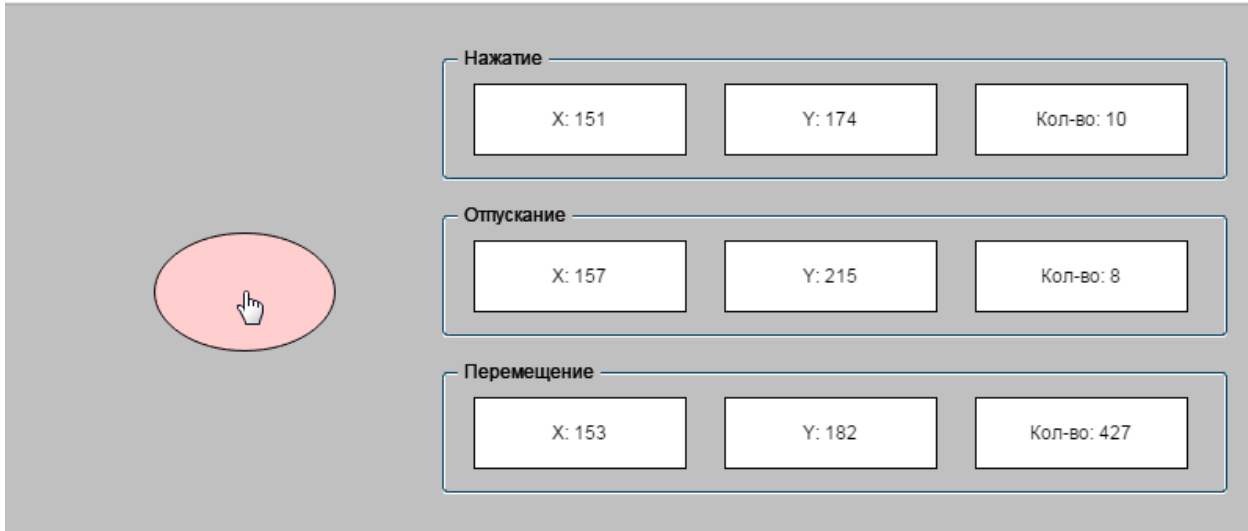 Нажатие
X: 151 Y: 174 Кол-во: 10
Отпускание
X: 157 Y: 215 Кол-во: 8
Перемещение
X: 153 Y: 182 Кол-во: 427